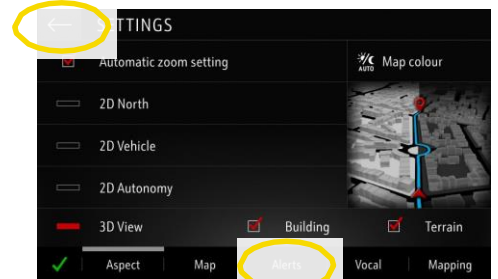 SETTINGS
Automatic zoom setting
AUTO Map colour
2D North
2D Vehicle
2D Autonomy
3D View Building Terrain
Aspect Map Alerts Vocal Mapping